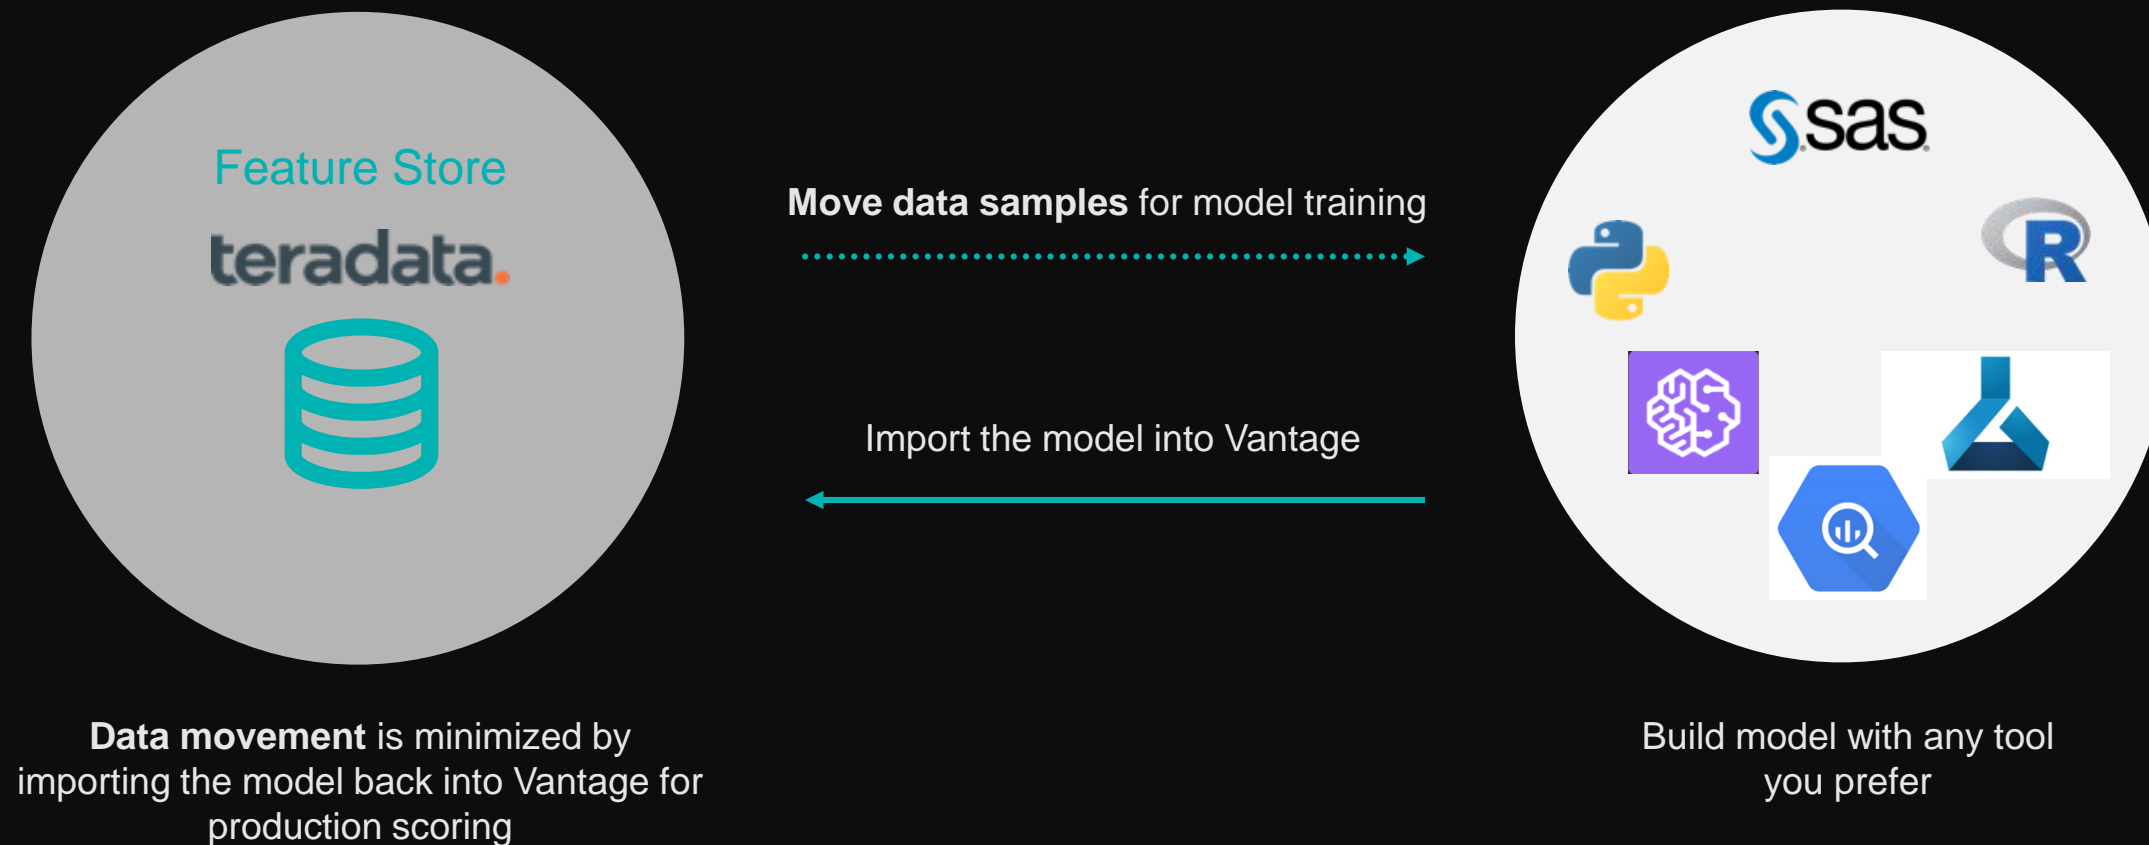 Feature Store
teradata.
Move data samples for model training
Import the model into Vantage
sas
R
Data movement is minimized by
importing the model back into Vantage for
production scoring
Build model with any tool
you prefer